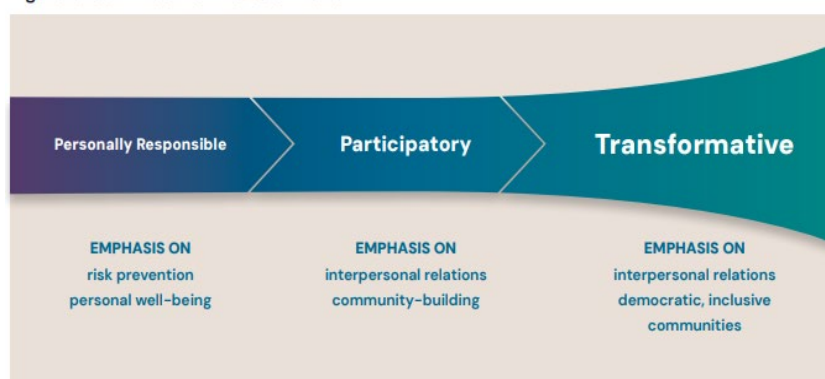 Personally Responsible
Participatory
Transformative
EMPHASIS ON
risk prevention
personal well-being
EMPHASIS ON
interpersonal relations
community-building
EMPHASIS ON
interpersonal relations
democratic, inclusive
communities